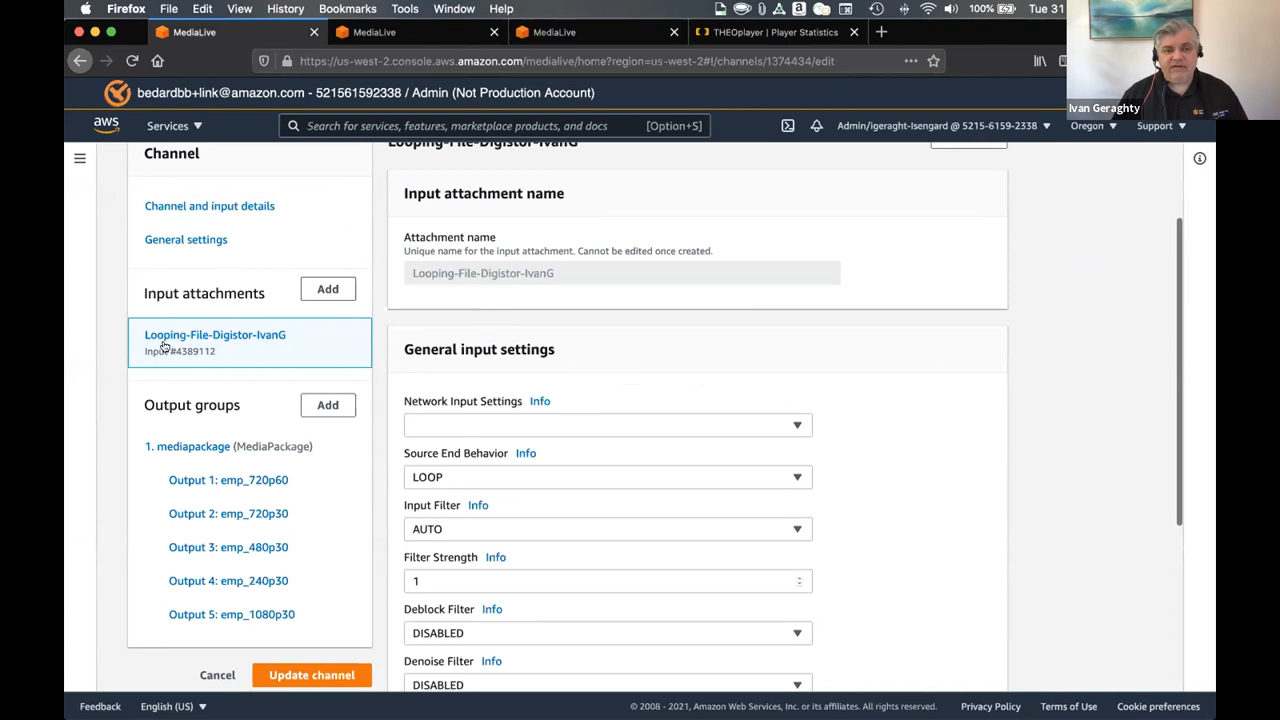 Firefox File Edit View History Bookmarks Tools Window Help 100% Tue 31
MediaLive MediaLive MediaLive THEOplayer | Player Statistics
https://us-west-2.console.aws.amazon.com/medialive/home?region=us-west-2#!/channels/1374434/edit
Ivan Geraghty
bedardbb+link@amazon.com - 521561592338 / Admin (Not Production Account)
aws Services Search for services, features, marketplace products, and docs [Option+S] Admin/igeraght-Isengard @ 5215-6159-2338 Oregon Support
Looping-File-Digistor-IvanG
Channel
Channel and input details
General settings
Input attachments Add
Looping-File-Digistor-IvanG
Input #4389112
Output groups Add
1. mediapackage (MediaPackage)
Output 1: emp_720p60
Output 2: emp_720p30
Output 3: emp_480p30
Output 4: emp_240p30
Output 5: emp_1080p30
Cancel Update channel
Input attachment name
Attachment name
Unique name for the input attachment. Cannot be edited once created.
Looping-File-Digistor-IvanG
General input settings
Network Input Settings Info
Source End Behavior Info
LOOP
Input Filter Info
AUTO
Filter Strength Info
1
Deblock Filter Info
DISABLED
Denoise Filter Info
DISABLED
Feedback English (US) © 2008 - 2021, Amazon Web Services, Inc. or its affiliates. All rights reserved. Privacy Policy Terms of Use Cookie preferences